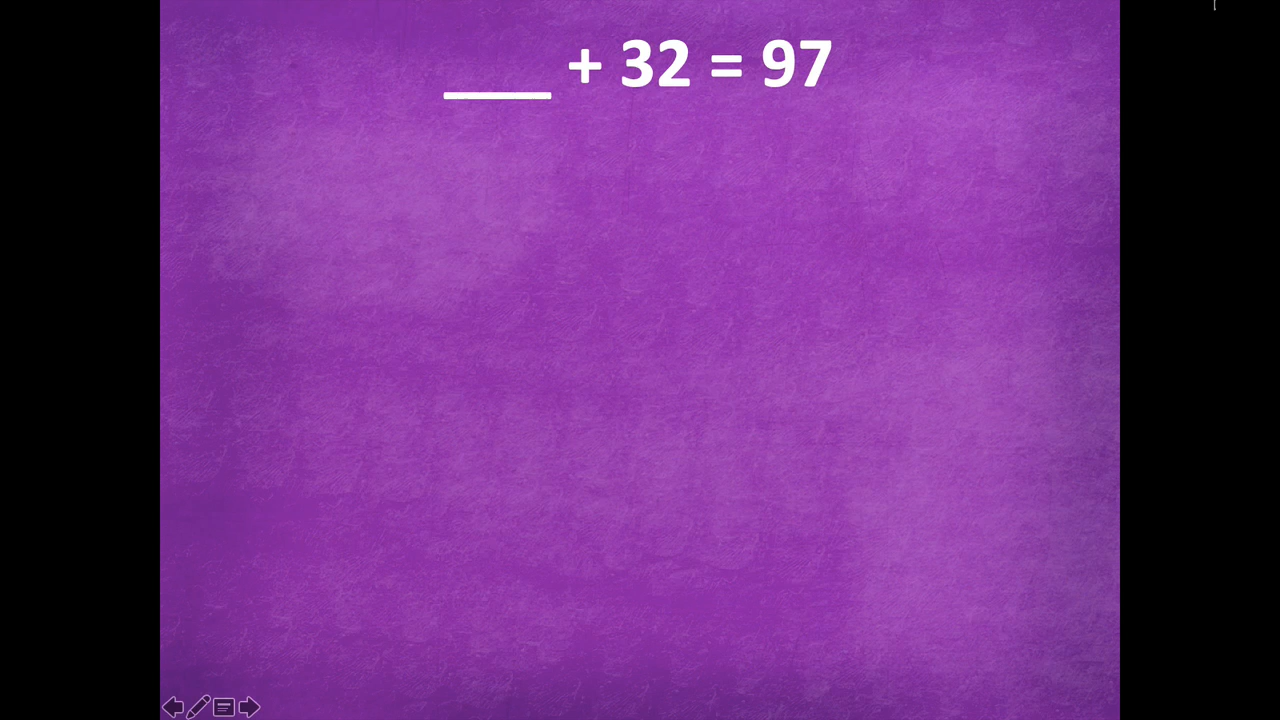 ____ + 32 = 97